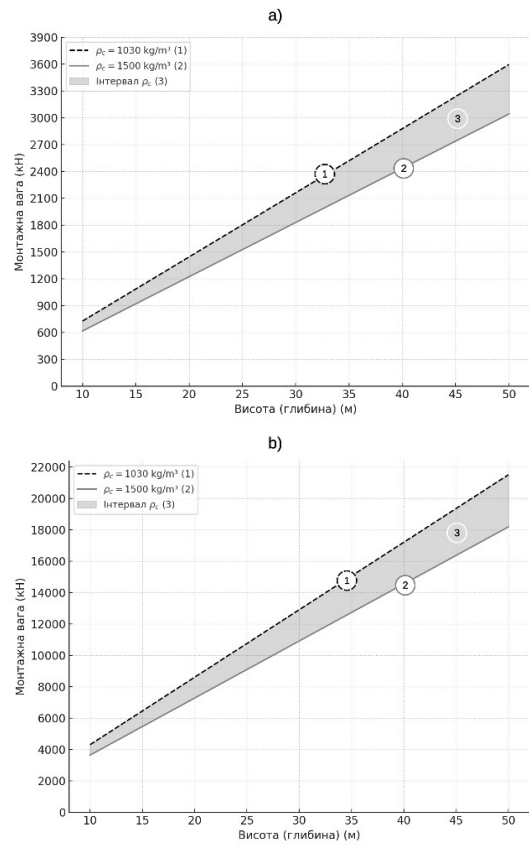 a)
3900
3600
3300
3000
2700
2400
2100
1800
1500
1200
900
600
300
0
Монтажна вага (кН)
ρc = 1030 kg/m³ (1)
ρc = 1500 kg/m³ (2)
Інтервал ρc (3)
1
2
3
10 15 20 25 30 35 40 45 50
Висота (глибина) (м)
b)
22000
20000
18000
16000
14000
12000
10000
8000
6000
4000
2000
0
Монтажна вага (кН)
ρc = 1030 kg/m³ (1)
ρc = 1500 kg/m³ (2)
Інтервал ρc (3)
1
2
3
10 15 20 25 30 35 40 45 50
Висота (глибина) (м)